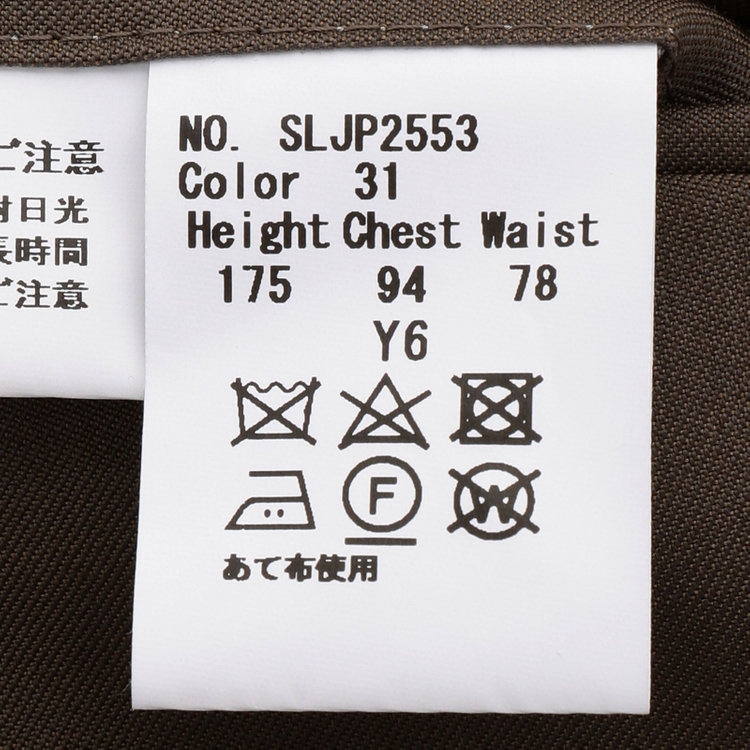 NO. SLJP2553
Color 31
Height Chest Waist
175 94 78
Y6
F
W
あて布使用
ご注意
日光
長時間
ご注意